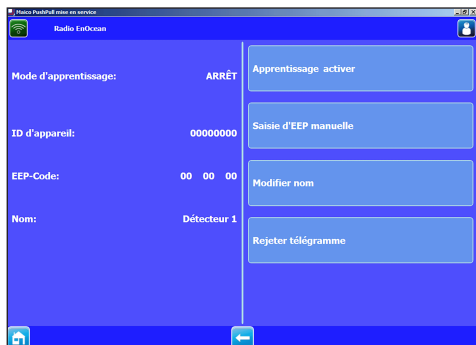 Maico PushPull mise en service
Radio EnOcean
Mode d'apprentissage: ARRÊT
ID d'appareil: 00000000
EEP-Code: 00 00 00
Nom: Détecteur 1
Apprentissage activer
Saisie d'EEP manuelle
Modifier nom
Rejeter télégramme